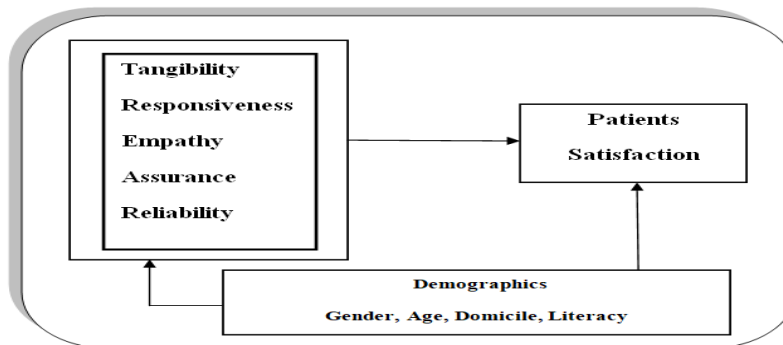 Tangibility
Responsiveness
Empathy
Assurance
Reliability
Patients
Satisfaction
Demographics
Gender, Age, Domicile, Literacy